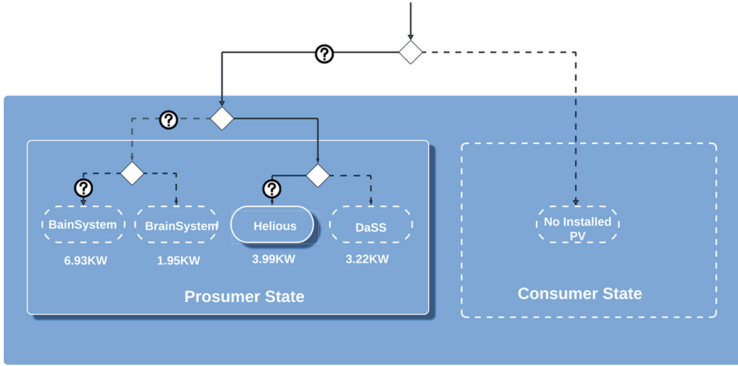 ?
?
?
?
BainSystem
BrainSystem
Helious
DaSS
No Installed
PV
6.93KW
1.95KW
3.99KW
3.22KW
Prosumer State
Consumer State